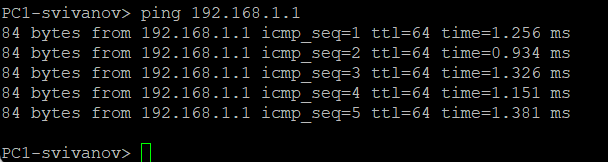 PC1-svivanov> ping 192.168.1.1
84 bytes from 192.168.1.1 icmp_seq=1 ttl=64 time=1.256 ms
84 bytes from 192.168.1.1 icmp_seq=2 ttl=64 time=0.934 ms
84 bytes from 192.168.1.1 icmp_seq=3 ttl=64 time=1.326 ms
84 bytes from 192.168.1.1 icmp_seq=4 ttl=64 time=1.151 ms
84 bytes from 192.168.1.1 icmp_seq=5 ttl=64 time=1.381 ms
PC1-svivanov>